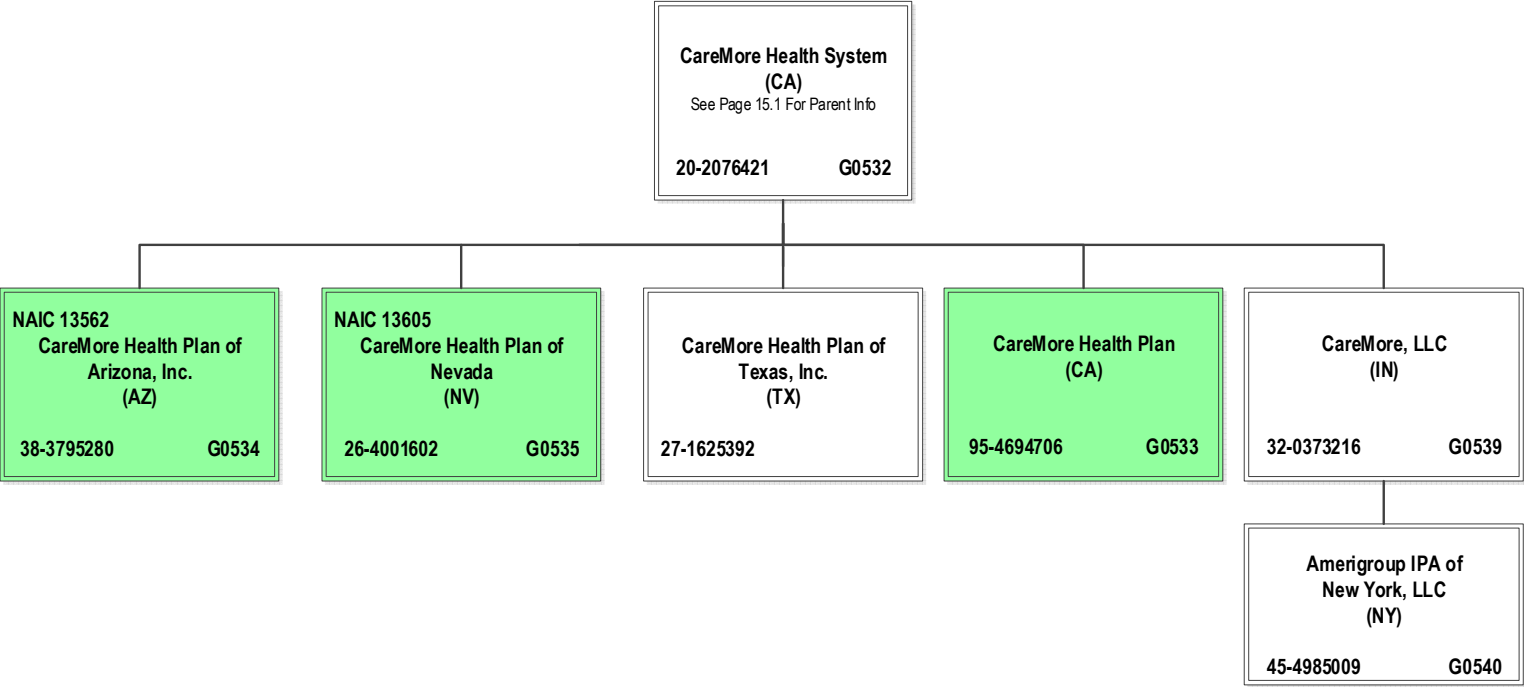 CareMore Health System
(CA)
See Page 15.1 For Parent Info
20-2076421 G0532
NAIC 13562
CareMore Health Plan of
Arizona, Inc.
(AZ)
38-3795280 G0534
NAIC 13605
CareMore Health Plan of
Nevada
(NV)
26-4001602 G0535
CareMore Health Plan of
Texas, Inc.
(TX)
27-1625392
CareMore Health Plan
(CA)
95-4694706 G0533
CareMore, LLC
(IN)
32-0373216 G0539
Amerigroup IPA of
New York, LLC
(NY)
45-4985009 G0540